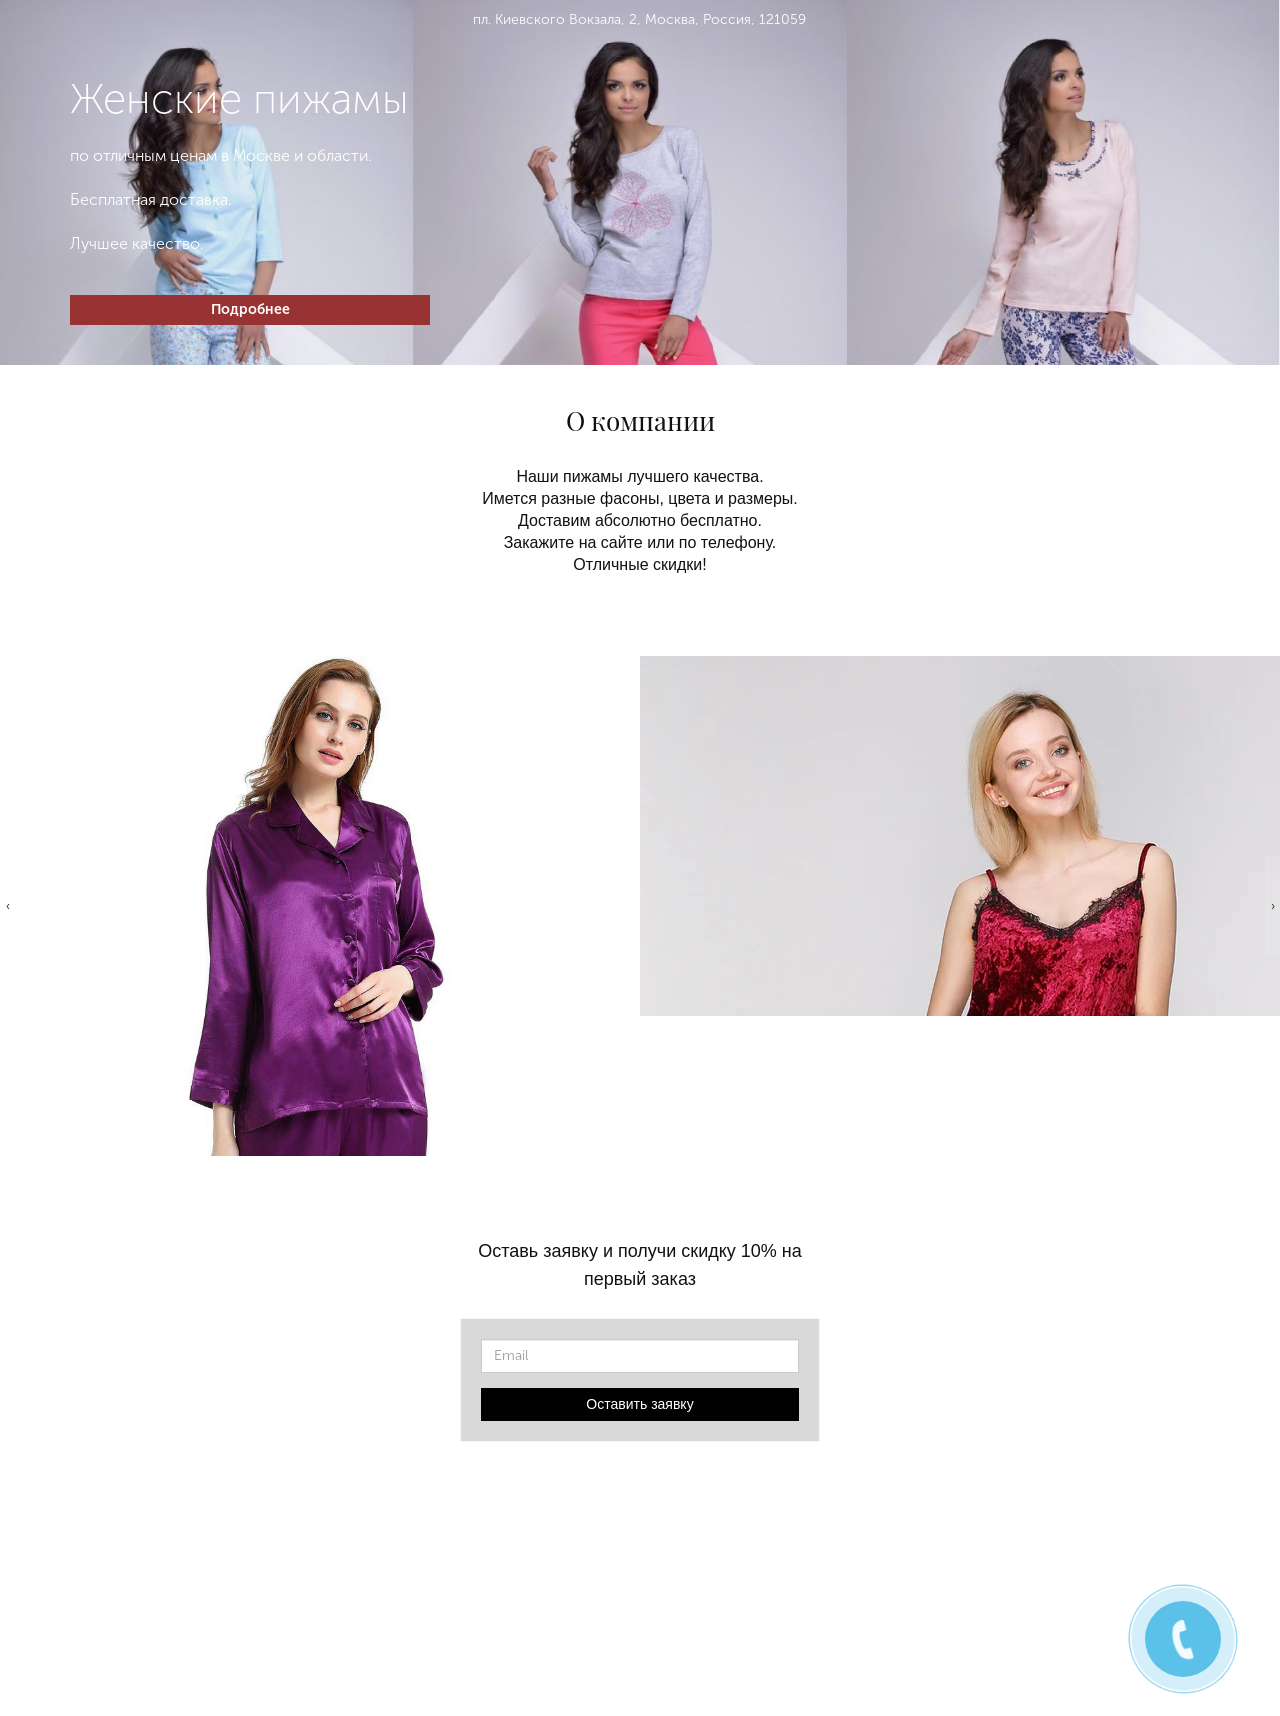 пл. Киевского Вокзала, 2, Москва, Россия, 121059
Женские пижамы
по отличным ценам в Москве и области.
Бесплатная доставка.
Лучшее качество.
Подробнее
О компании
Наши пижамы лучшего качества.
Имется разные фасоны, цвета и размеры.
Доставим абсолютно бесплатно.
Закажите на сайте или по телефону.
Отличные скидки!
‹
›
Оставь заявку и получи скидку 10% на
первый заказ
Email
Оставить заявку